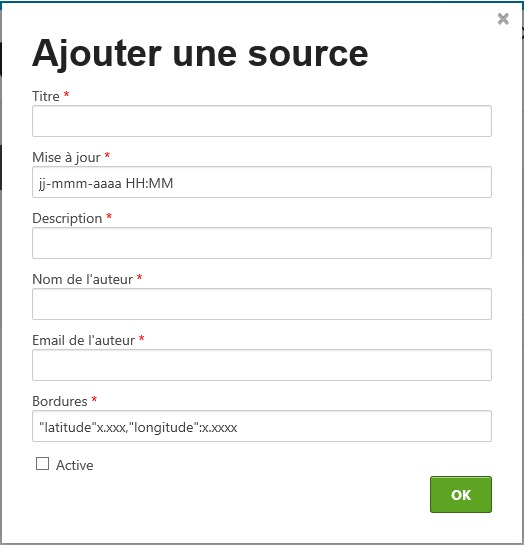 Ajouter une source
Titre *
Mise à jour *
jj-mmm-aaaa HH:MM
Description *
Nom de l'auteur *
Email de l'auteur *
Bordures *
"latitude"x.xxx,"longitude":x.xxxx
Active
OK